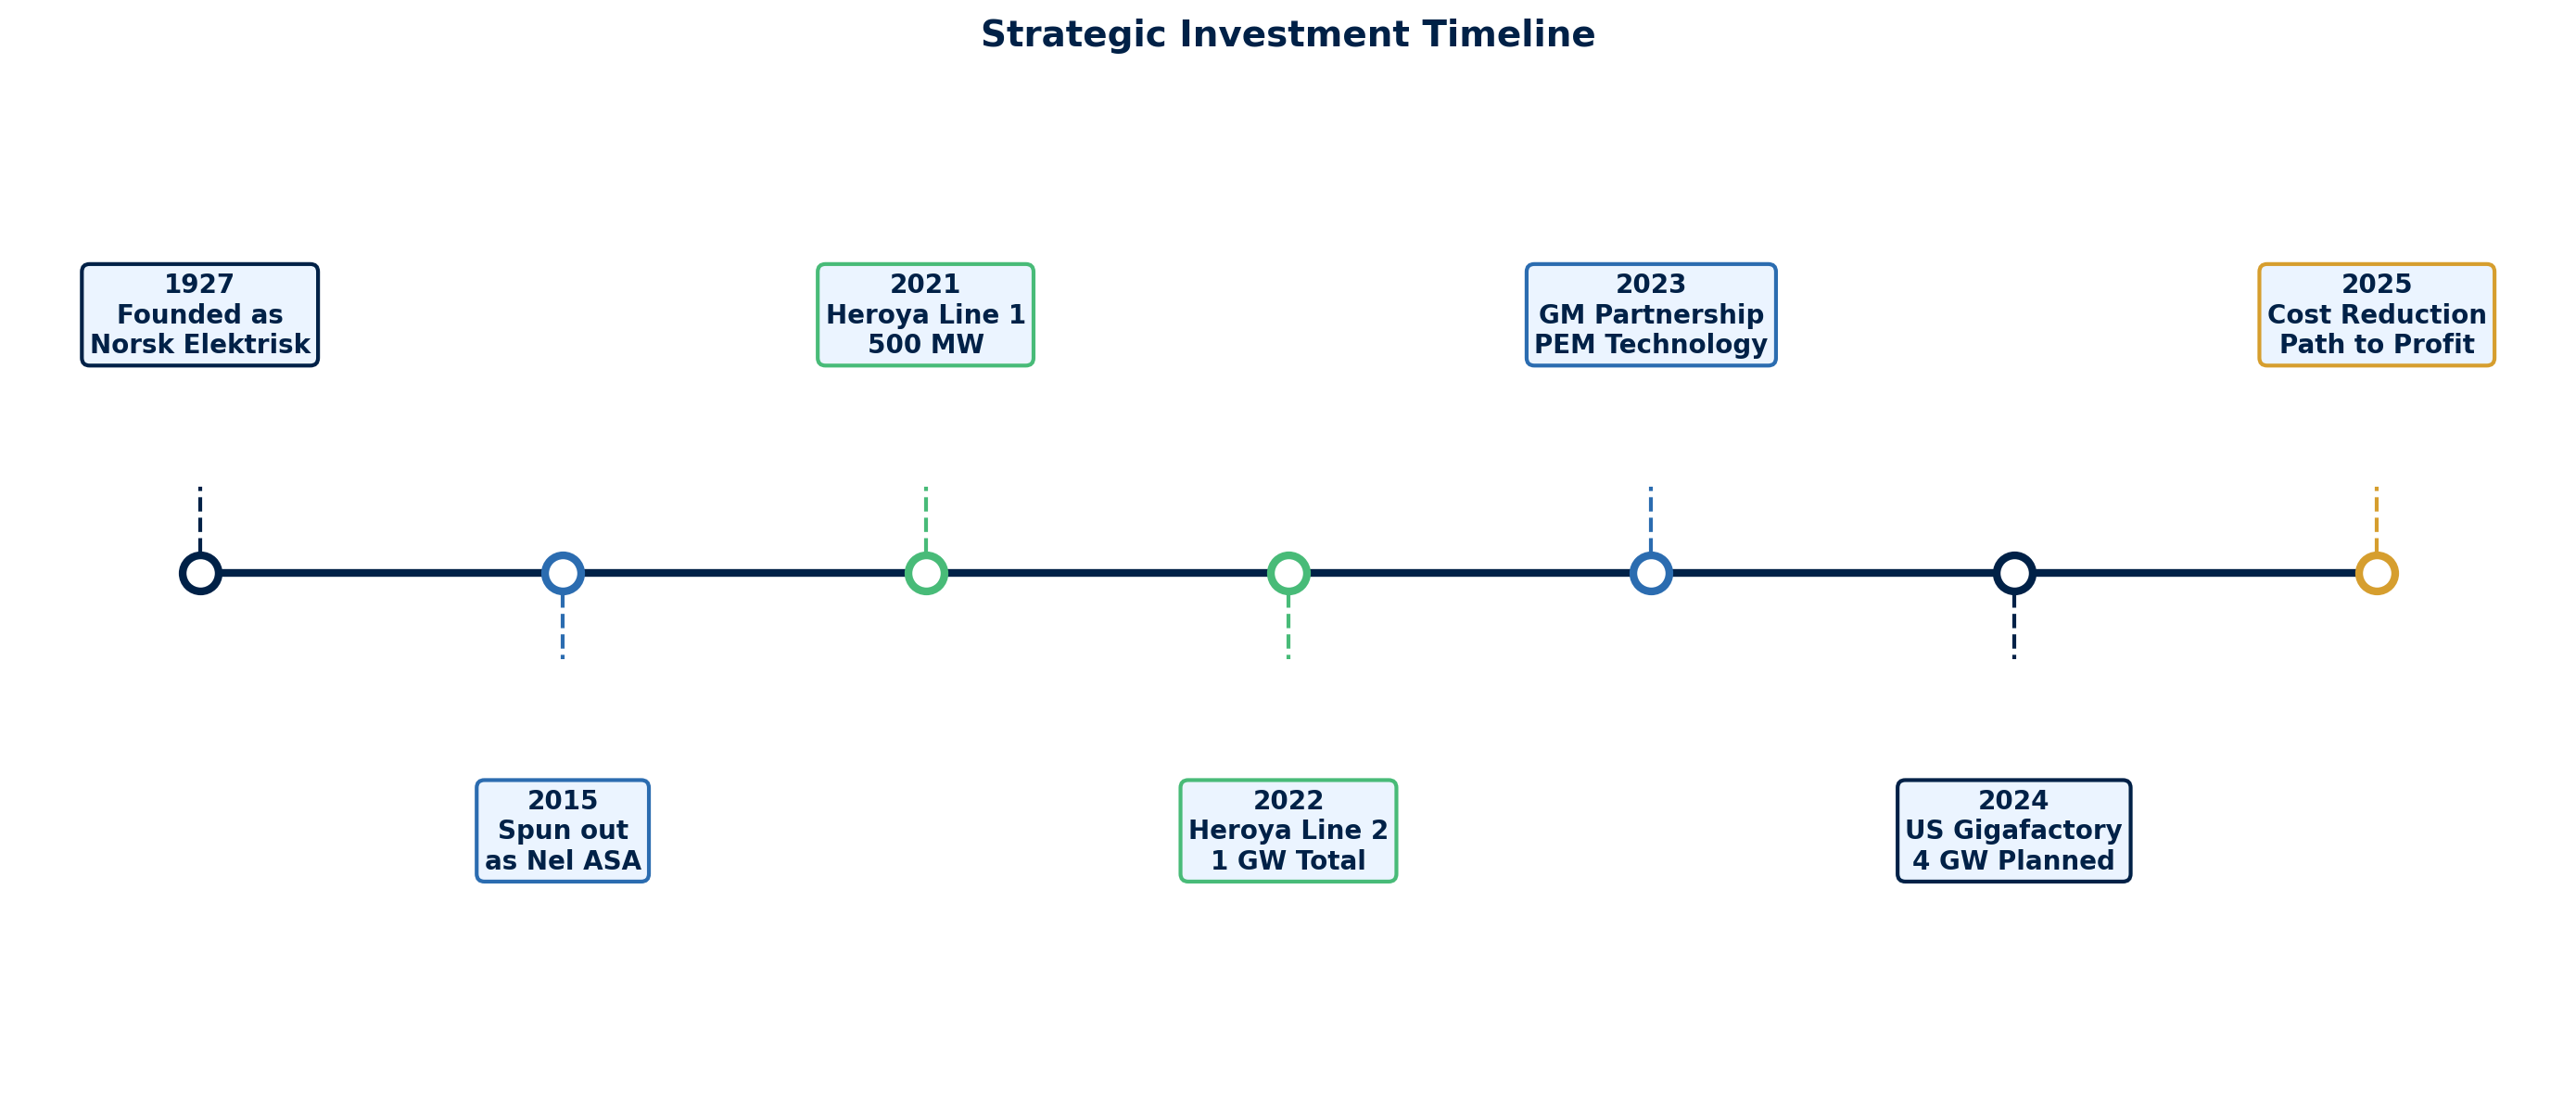 Strategic Investment Timeline
1927
Founded as
Norsk Elektrisk
2015
Spun out
as Nel ASA
2021
Heroya Line 1
500 MW
2022
Heroya Line 2
1 GW Total
2023
GM Partnership
PEM Technology
2024
US Gigafactory
4 GW Planned
2025
Cost Reduction
Path to Profit